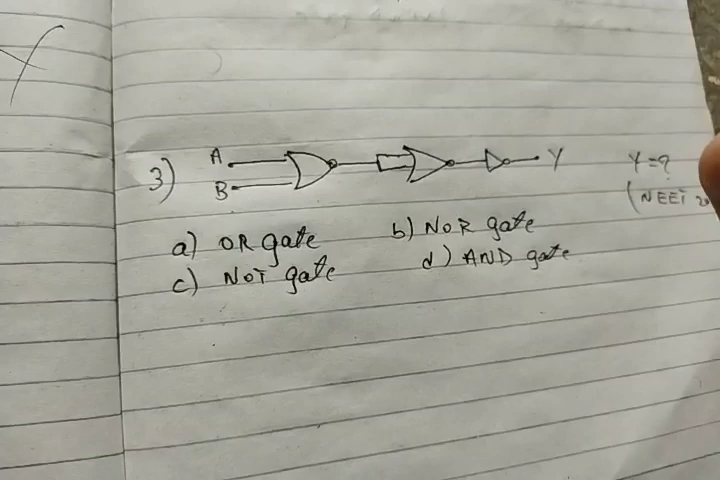 3) A B Y Y=?
(NEET
a) OR gate b) NOR gate
c) NOT gate d) AND gate